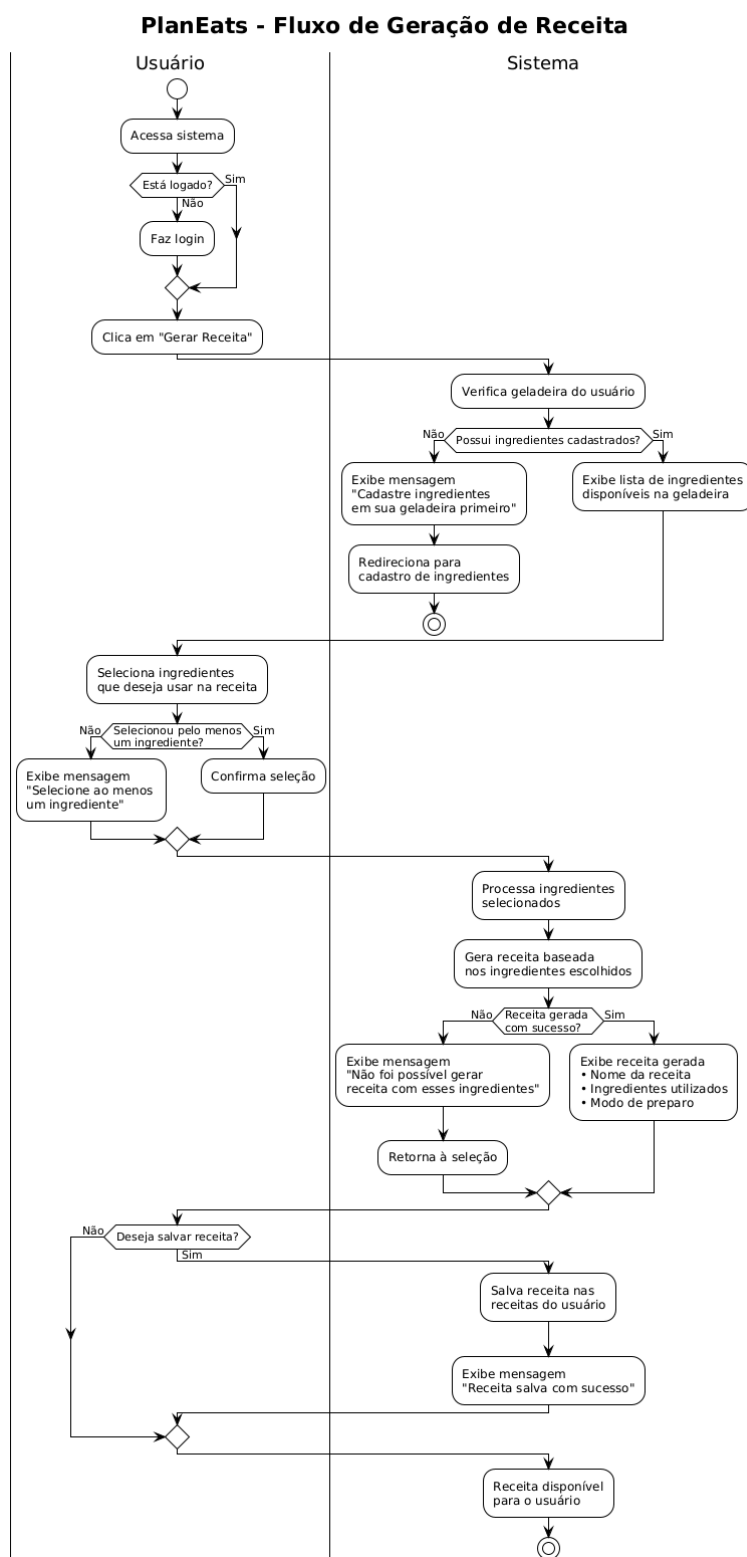 PlanEats - Fluxo de Geração de Receita
Usuário
Sistema
Acessa sistema
Está logado?
Sim
Não
Faz login
Clica em "Gerar Receita"
Verifica geladeira do usuário
Não
Possui ingredientes cadastrados?
Sim
Exibe mensagem
"Cadastre ingredientes
em sua geladeira primeiro"
Exibe lista de ingredientes
disponíveis na geladeira
Redireciona para
cadastro de ingredientes
Seleciona ingredientes
que deseja usar na receita
Não
Selecionou pelo menos
um ingrediente?
Sim
Exibe mensagem
"Selecione ao menos
um ingrediente"
Confirma seleção
Processa ingredientes
selecionados
Gera receita baseada
nos ingredientes escolhidos
Não
Receita gerada
com sucesso?
Sim
Exibe mensagem
"Não foi possível gerar
receita com esses ingredientes"
Exibe receita gerada
• Nome da receita
• Ingredientes utilizados
• Modo de preparo
Retorna à seleção
Não
Deseja salvar receita?
Sim
Salva receita nas
receitas do usuário
Exibe mensagem
"Receita salva com sucesso"
Receita disponível
para o usuário